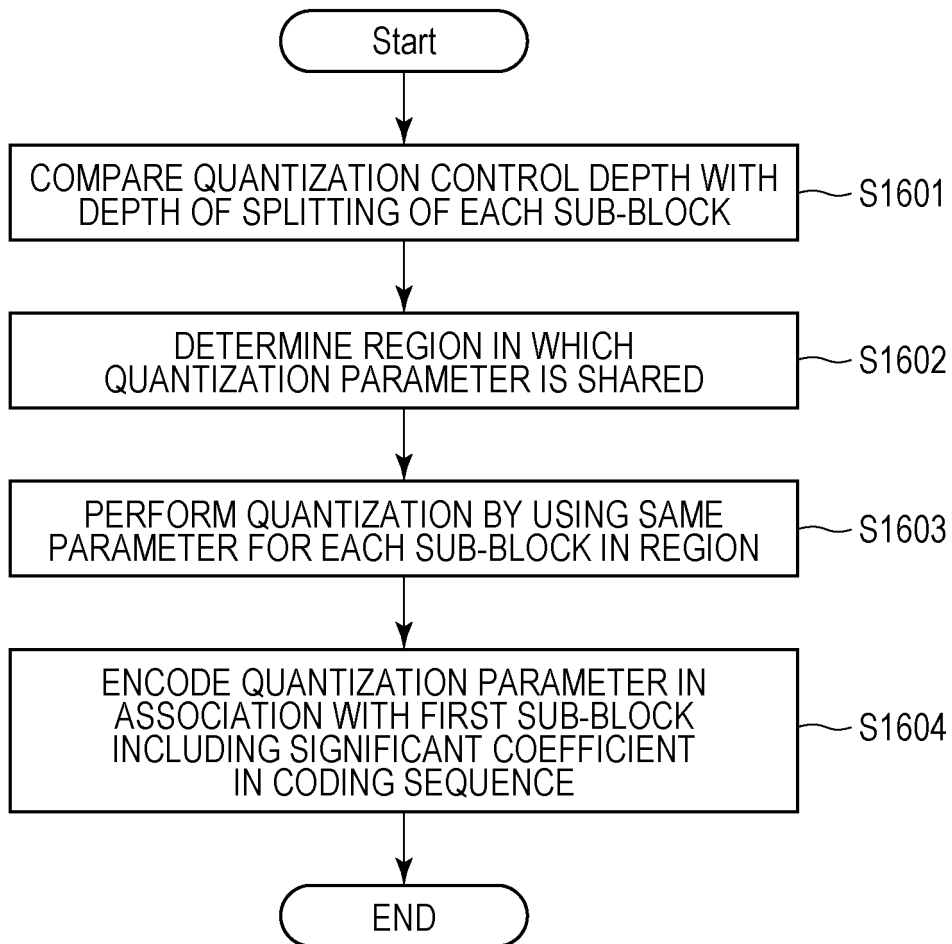 Start
COMPARE QUANTIZATION CONTROL DEPTH WITH
DEPTH OF SPLITTING OF EACH SUB-BLOCK
S1601
DETERMINE REGION IN WHICH
QUANTIZATION PARAMETER IS SHARED
S1602
PERFORM QUANTIZATION BY USING SAME
PARAMETER FOR EACH SUB-BLOCK IN REGION
S1603
ENCODE QUANTIZATION PARAMETER IN
ASSOCIATION WITH FIRST SUB-BLOCK
INCLUDING SIGNIFICANT COEFFICIENT
IN CODING SEQUENCE
S1604
END